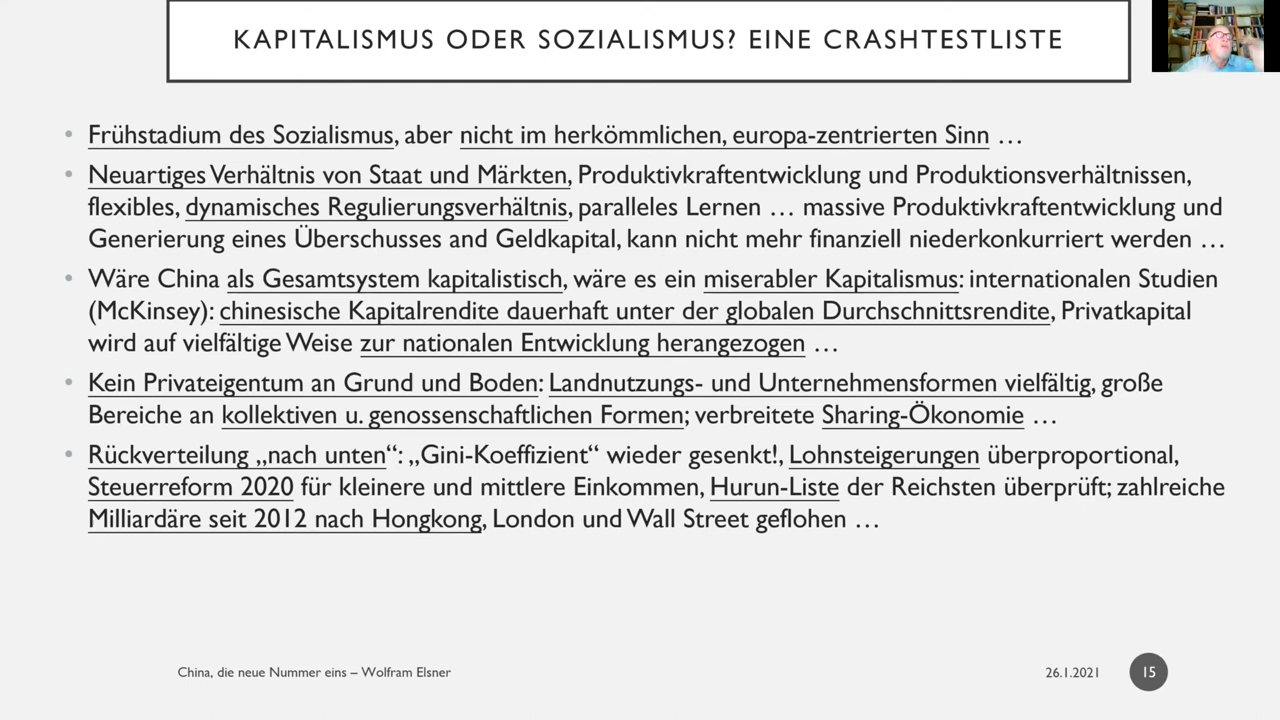 KAPITALISMUS ODER SOZIALISMUS? EINE CRASHTESTLISTE
• Frühstadium des Sozialismus, aber nicht im herkömmlichen, europa-zentrierten Sinn …
• Neuartiges Verhältnis von Staat und Märkten, Produktivkraftentwicklung und Produktionsverhältnissen,
flexibles, dynamisches Regulierungsverhältnis, paralleles Lernen … massive Produktivkraftentwicklung und
Generierung eines Überschusses and Geldkapital, kann nicht mehr finanziell niederkonkurriert werden …
• Wäre China als Gesamtsystem kapitalistisch, wäre es ein miserabler Kapitalismus: internationalen Studien
(McKinsey): chinesische Kapitalrendite dauerhaft unter der globalen Durchschnittsrendite, Privatkapital
wird auf vielfältige Weise zur nationalen Entwicklung herangezogen …
• Kein Privateigentum an Grund und Boden: Landnutzungs- und Unternehmensformen vielfältig, große
Bereiche an kollektiven u. genossenschaftlichen Formen; verbreitete Sharing-Ökonomie …
• Rückverteilung „nach unten“: „Gini-Koeffizient“ wieder gesenkt!, Lohnsteigerungen überproportional,
Steuerreform 2020 für kleinere und mittlere Einkommen, Hurun-Liste der Reichsten überprüft; zahlreiche
Milliardäre seit 2012 nach Hongkong, London und Wall Street geflohen …
China, die neue Nummer eins – Wolfram Elsner
26.1.2021
15